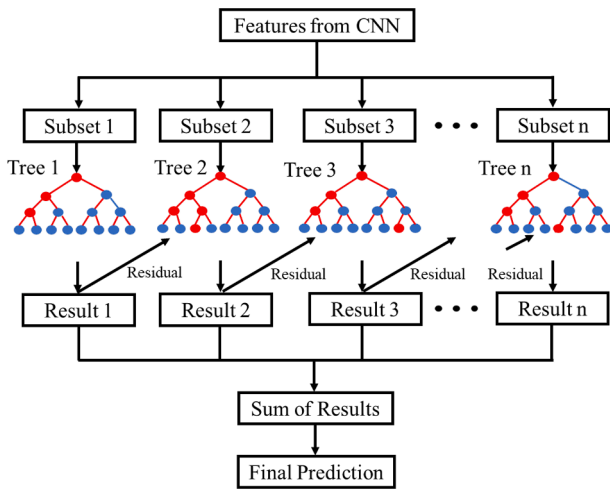 Features from CNN
Subset 1
Subset 2
Subset 3
Subset n
Tree 1
Tree 2
Tree 3
Tree n
Residual
Residual
Residual
Residual
Result 1
Result 2
Result 3
Result n
Sum of Results
Final Prediction